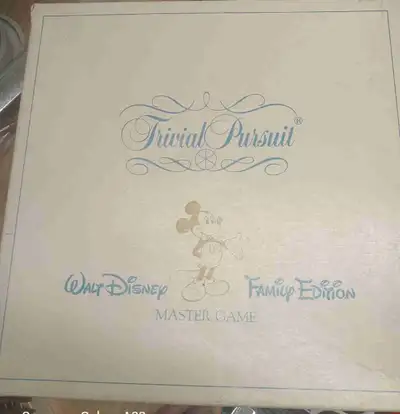 Trivial Pursuit®
Walt Disney Family Edition
MASTER GAME